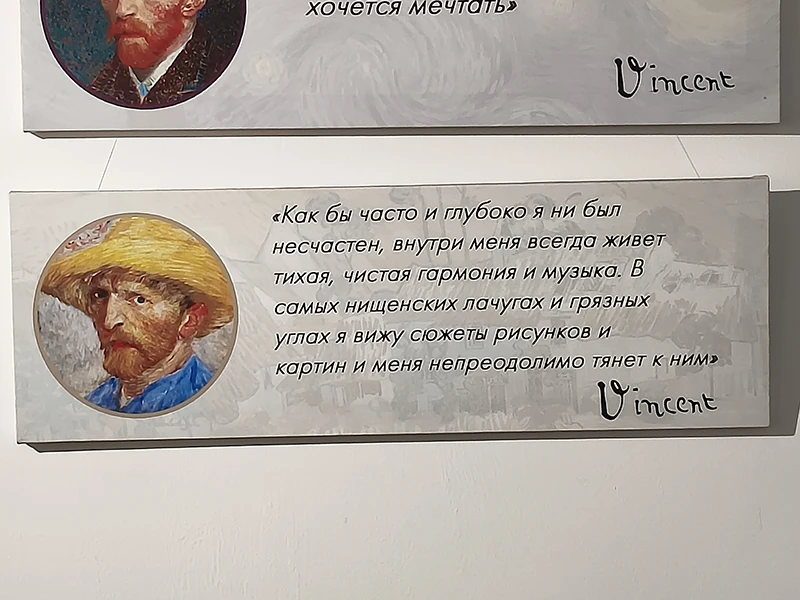 хочется мечтать»
Vincent
«Как бы часто и глубоко я ни был
несчастен, внутри меня всегда живет
тихая, чистая гармония и музыка. В
самых нищенских лачугах и грязных
углах я вижу сюжеты рисунков и
картин и меня непреодолимо тянет к ним»
Vincent